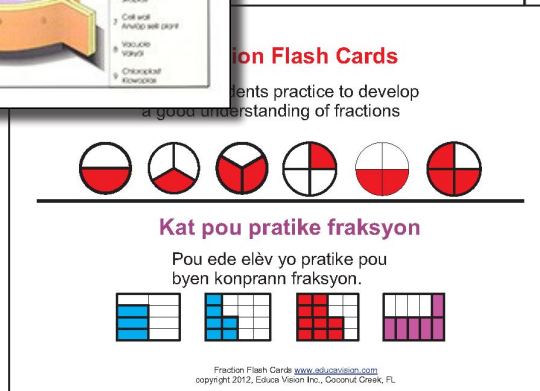 7 Cell wall
Anvlòp selil plant
8 Vacuole
Vakyòl
9 Chloroplast
Klowoplas
ion Flash Cards
dents practice to develop
a good understanding of fractions
Kat pou pratike fraksyon
Pou ede elèv yo pratike pou
byen konprann fraksyon.
Fraction Flash Cards www.educavision.com
copyright 2012, Educa Vision Inc., Coconut Creek, FL